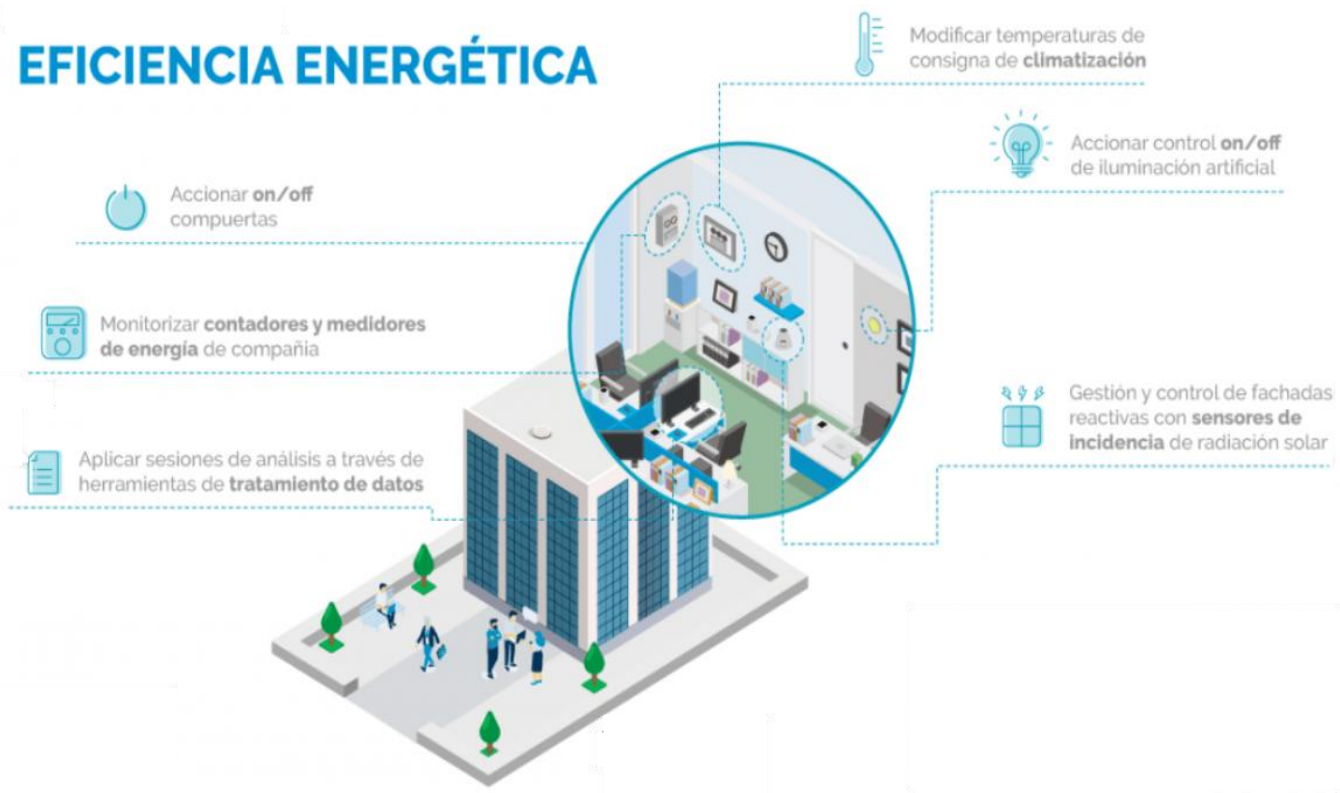 EFICIENCIA ENERGÉTICA
Modificar temperaturas de
consigna de climatización
Accionar control on/off
de iluminación artificial
Accionar on/off
compuertas
Monitorizar contadores y medidores
de energía de compañia
Gestión y control de fachadas
reactivas con sensores de
incidencia de radiación solar
Aplicar sesiones de análisis a través de
herramientas de tratamiento de datos